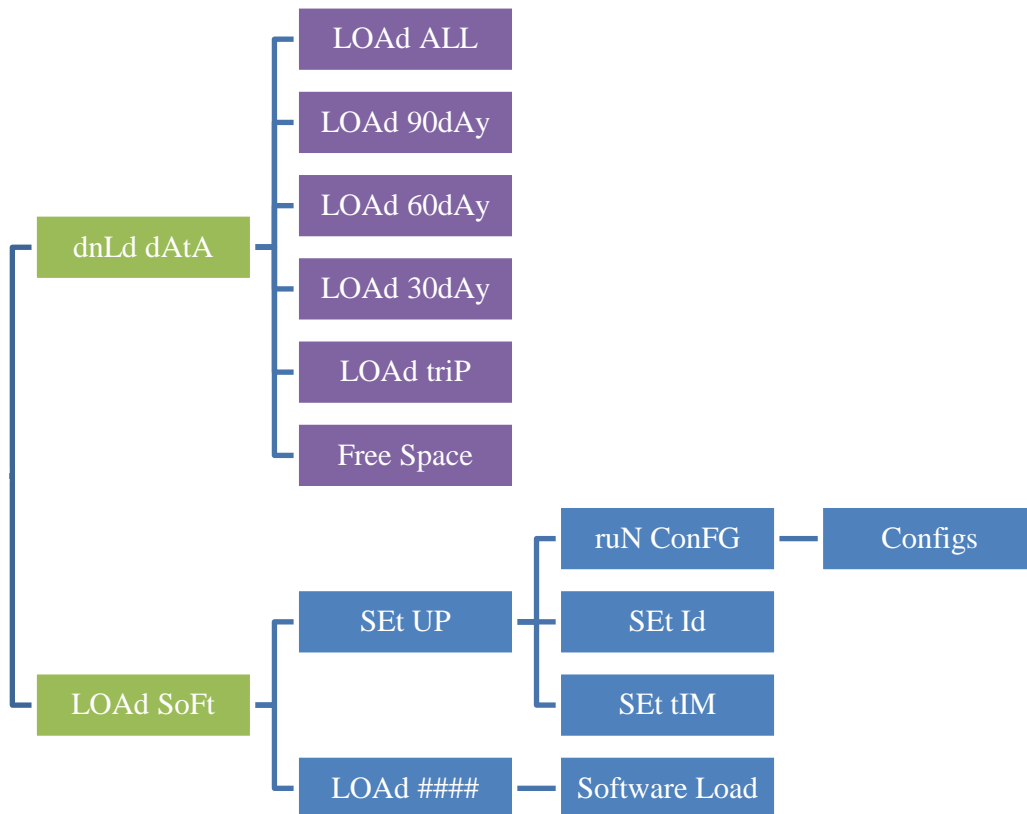 LOAd ALL
LOAd 90dAy
LOAd 60dAy
dnLd dAtA
LOAd 30dAy
LOAd triP
Free Space
ruN ConFG
Configs
SEt UP
SEt Id
LOAd SoFt
SEt tIM
LOAd ####
Software Load